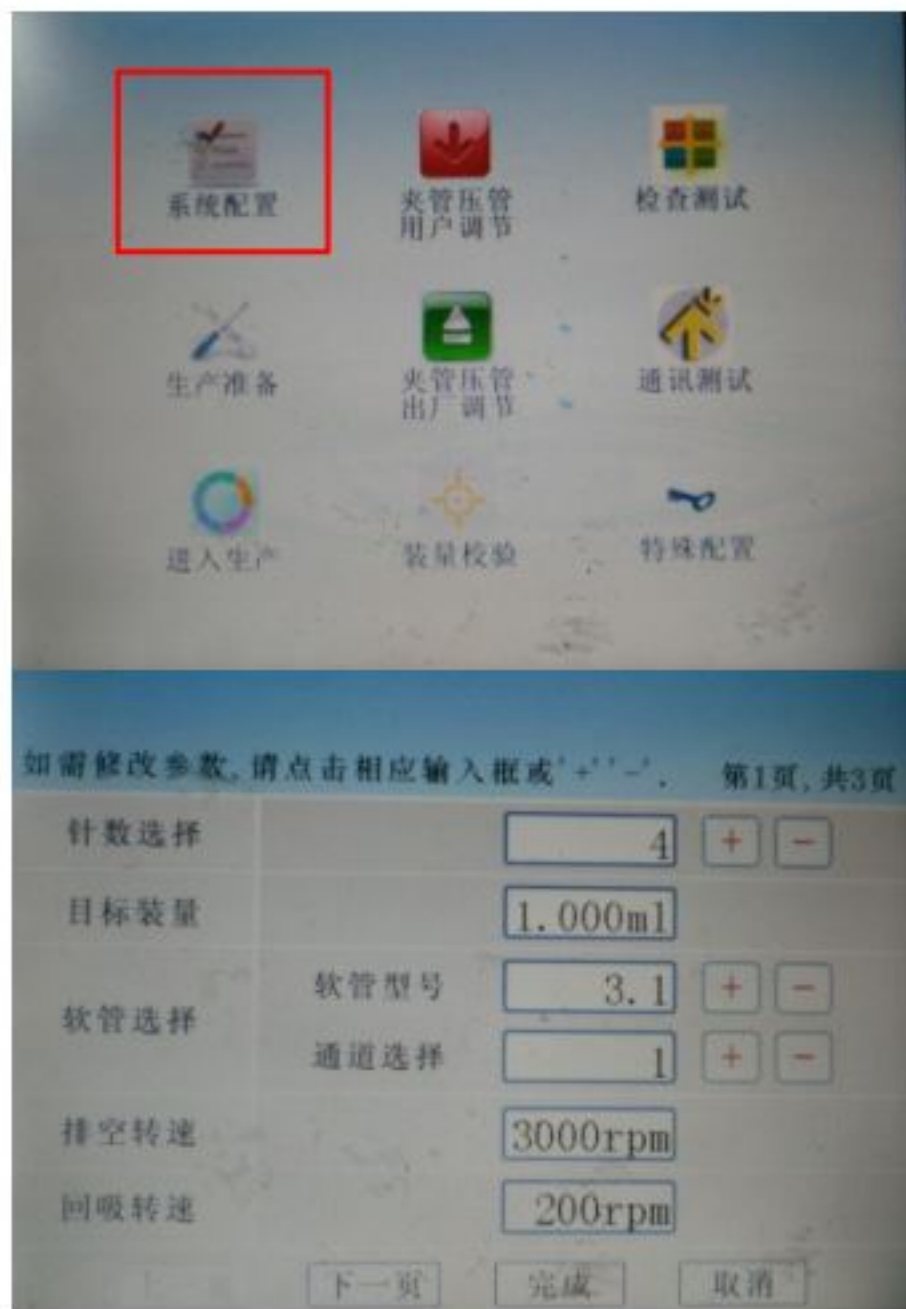 系统配置
夹管压管
用户调节
检查测试
生产准备
夹管压管
出厂调节
通讯测试
进入生产
装量校验
特殊配置
如需修改参数,请点击相应输入框或'+''-'. 第1页,共3页
针数选择 4 + -
目标装量 1.000ml
软管选择
软管型号 3.1 + -
通道选择 1 + -
排空转速 3000rpm
回吸转速 200rpm
下一页 完成 取消